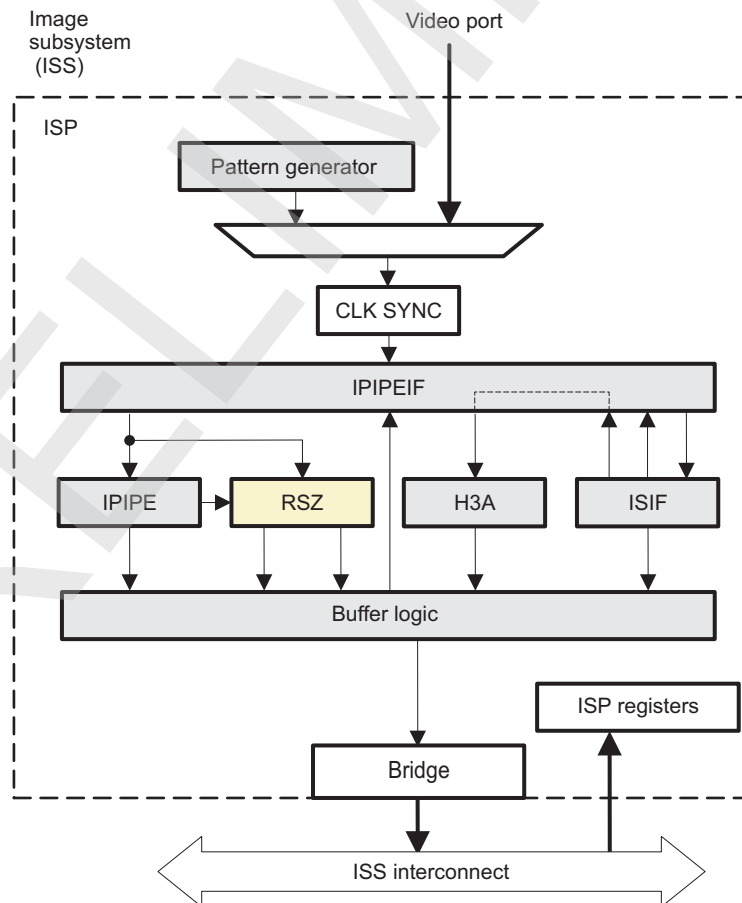 Image
subsystem
(ISS)
Video port
ISP
Pattern generator
CLK SYNC
IPIPEIF
IPIPE
RSZ
H3A
ISIF
Buffer logic
ISP registers
Bridge
ISS interconnect